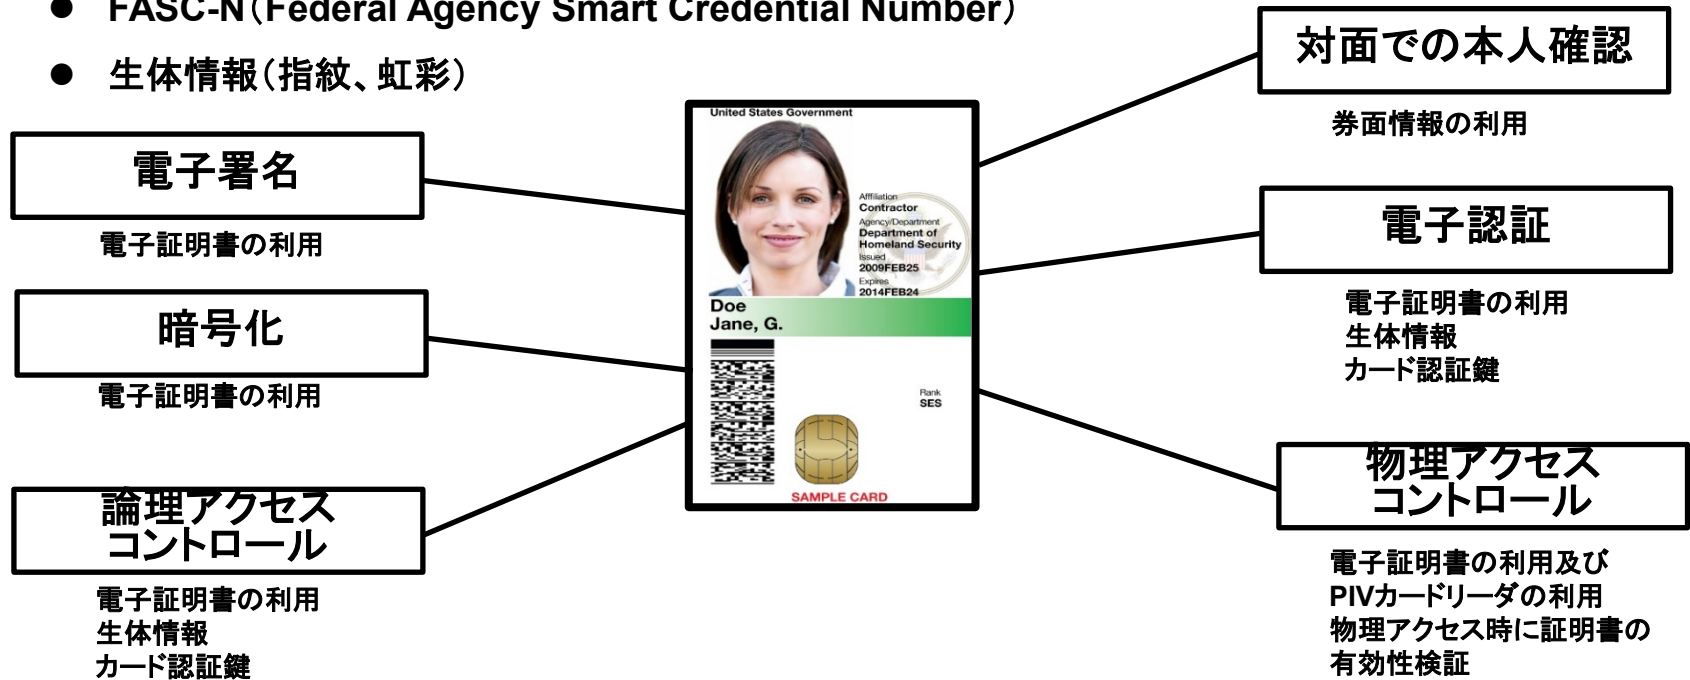 ● FASC-N（Federal Agency Smart Credential Number）
● 生体情報（指紋、虹彩）
電子署名
電子証明書の利用
暗号化
電子証明書の利用
論理アクセス
コントロール
電子証明書の利用
生体情報
カード認証鍵
United States Government
Affiliation
Contractor
Agency/Department
Department of
Homeland Security
Issued
2009FEB25
Expires
2014FEB24
Doe
Jane, G.
Rank
SES
SAMPLE CARD
対面での本人確認
券面情報の利用
電子認証
電子証明書の利用
生体情報
カード認証鍵
物理アクセス
コントロール
電子証明書の利用及び
PIVカードリーダの利用
物理アクセス時に証明書の
有効性検証